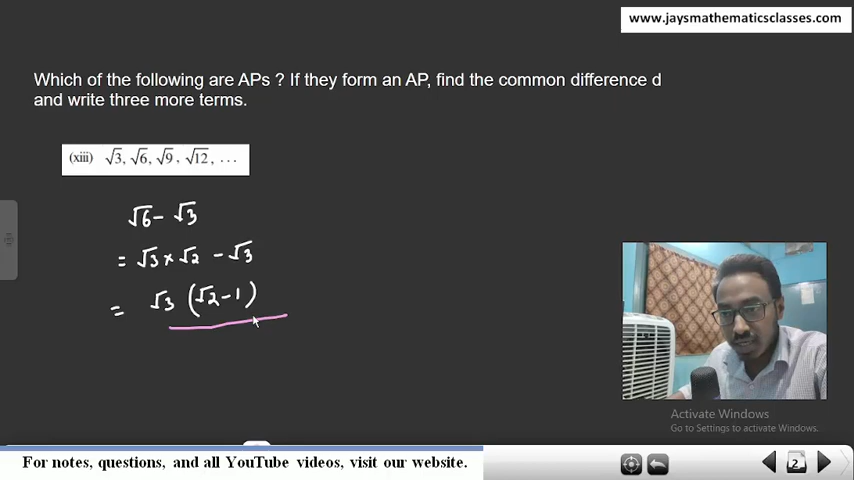 www.jaysmathematicsclasses.com
Which of the following are APs ? If they form an AP, find the common difference d
and write three more terms.
(xiii) √3, √6, √9, √12, ...
√6 - √3
= √3 × √2 - √3
= √3 (√2 - 1)
Activate Windows
Go to Settings to activate Windows.
For notes, questions, and all YouTube videos, visit our website.
2